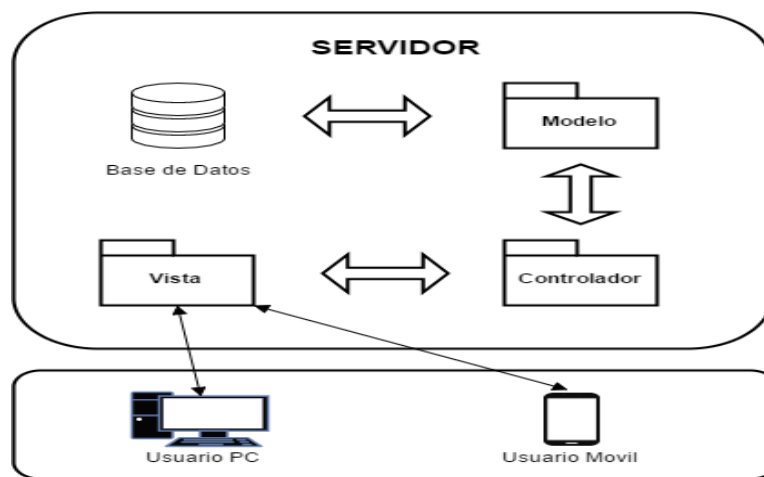 SERVIDOR
Modelo
Base de Datos
Vista
Controlador
Usuario PC
Usuario Movil